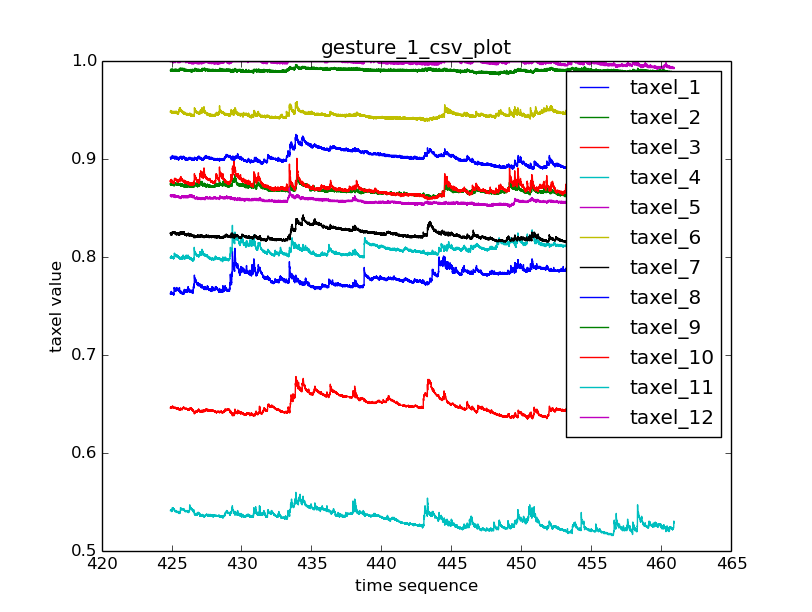 gesture_1_csv_plot
1.0
0.9
0.8
0.7
0.6
0.5
taxel value
taxel_1
taxel_2
taxel_3
taxel_4
taxel_5
taxel_6
taxel_7
taxel_8
taxel_9
taxel_10
taxel_11
taxel_12
420 425 430 435 440 445 450 455 460 465
time sequence